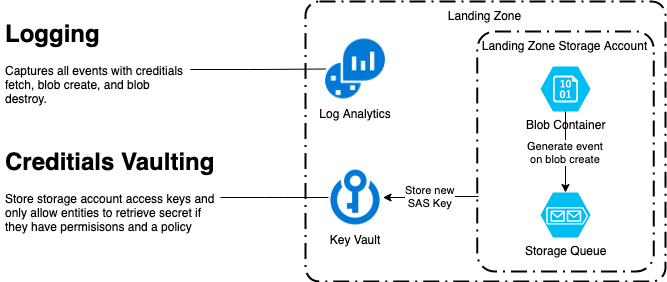 Logging
Captures all events with creditials
fetch, blob create, and blob
destroy.
Creditials Vaulting
Store storage account access keys and
only allow entities to retrieve secret if
they have permisisons and a policy
Landing Zone
Log Analytics
Key Vault
Store new
SAS Key
Landing Zone Storage Account
10
01
Blob Container
Generate event
on blob create
Storage Queue